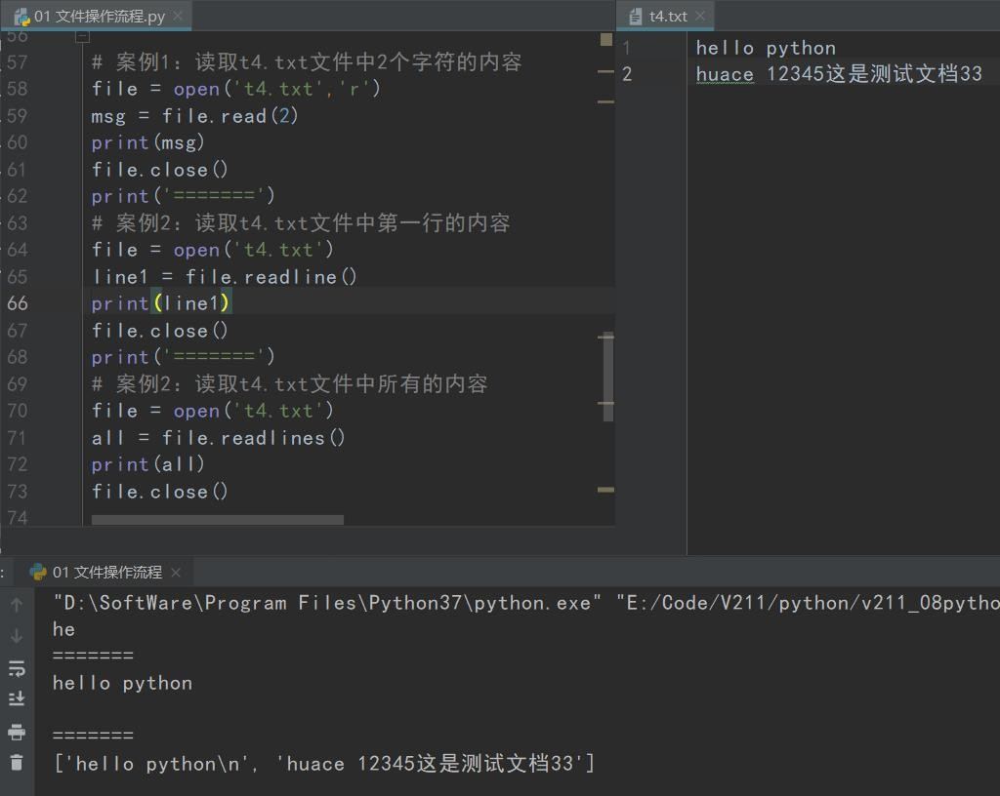 01 文件操作流程.py
t4.txt
56
57 # 案例1：读取t4.txt文件中2个字符的内容
58 file = open('t4.txt','r')
59 msg = file.read(2)
60 print(msg)
61 file.close()
62 print('=======')
63 # 案例2：读取t4.txt文件中第一行的内容
64 file = open('t4.txt')
65 line1 = file.readline()
66 print(line1)
67 file.close()
68 print('=======')
69 # 案例2：读取t4.txt文件中所有的内容
70 file = open('t4.txt')
71 all = file.readlines()
72 print(all)
73 file.close()
74
1 hello python
2 huace 12345这是测试文档33
: 01 文件操作流程
"D:\SoftWare\Program Files\Python37\python.exe" "E:/Code/V211/python/v211_08pytho
he
=======
hello python
=======
['hello python\n', 'huace 12345这是测试文档33']